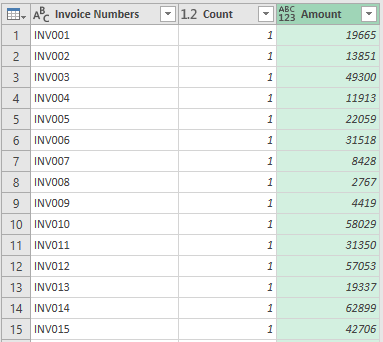 ABC Invoice Numbers 1.2 Count ABC 123 Amount
1 INV001 1 19665
2 INV002 1 13851
3 INV003 1 49300
4 INV004 1 11913
5 INV005 1 22059
6 INV006 1 31518
7 INV007 1 8428
8 INV008 1 2767
9 INV009 1 4419
10 INV010 1 58029
11 INV011 1 31350
12 INV012 1 57053
13 INV013 1 19337
14 INV014 1 62899
15 INV015 1 42706